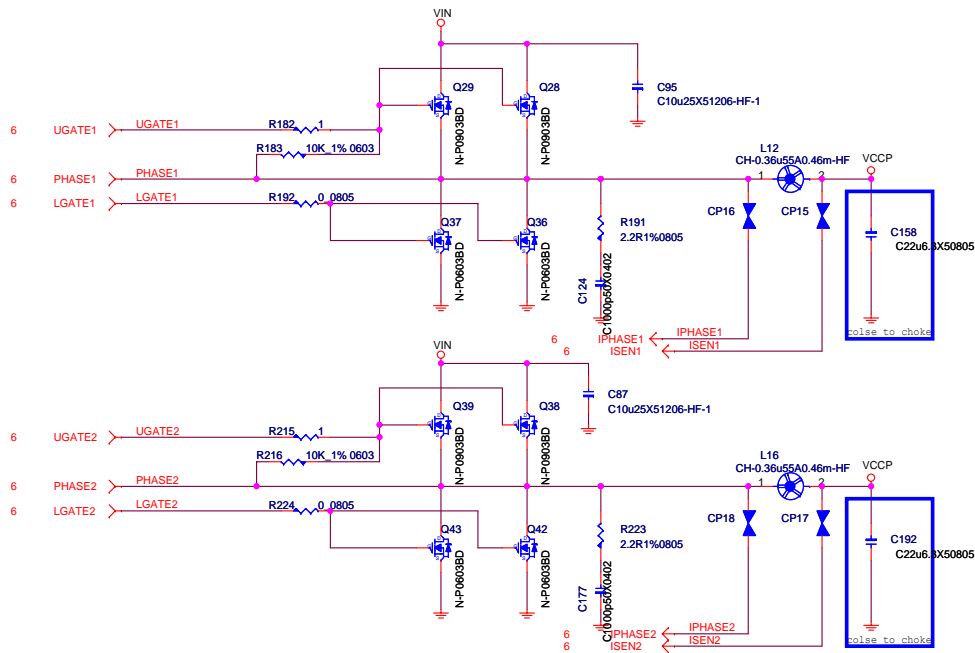 VIN
Q29
Q28
C95
C10u25X51206-HF-1
N-P0903BD
N-P0903BD
6 UGATE1 UGATE1 R182 1
R183 10K_1% 0603
6 PHASE1 PHASE1
6 LGATE1 LGATE1 R192 0_0805
L12
CH-0.36u55A0.46m-HF
1 2
VCCP
CP16 CP15
C158
C22u6.3X50805
colse to choke
Q37
Q36
N-P0603BD
N-P0603BD
R191
2.2R1%0805
C124
C1000p50X0402
6 IPHASE1 IPHASE1
6 ISEN1 ISEN1
VIN
Q39
Q38
C87
C10u25X51206-HF-1
N-P0903BD
N-P0903BD
6 UGATE2 UGATE2 R215 1
R216 10K_1% 0603
6 PHASE2 PHASE2
6 LGATE2 LGATE2 R224 0_0805
L16
CH-0.36u55A0.46m-HF
1 2
VCCP
CP18 CP17
C192
C22u6.3X50805
colse to choke
Q43
Q42
N-P0603BD
N-P0603BD
R223
2.2R1%0805
C177
C1000p50X0402
6 IPHASE2 IPHASE2
6 ISEN2 ISEN2